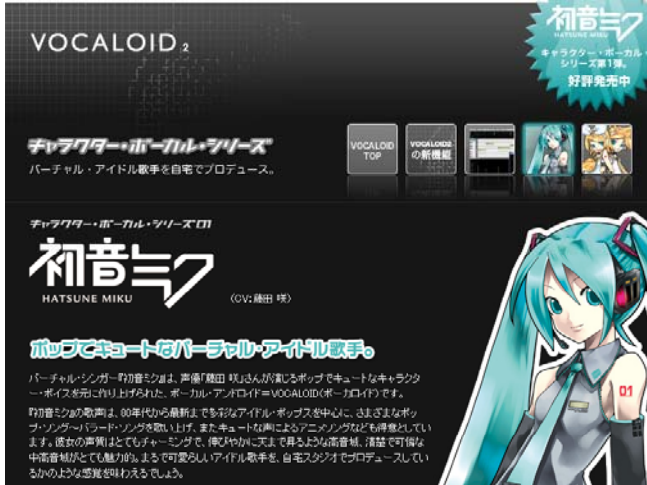 VOCALOID2
初音ミク
HATSUNE MIKU
キャラクター・ボーカル・
シリーズ第1弾。
好評発売中
キャラクター・ボーカル・シリーズ
バーチャル・アイドル歌手を自宅でプロデュース。
VOCALOID
TOP
VOCALOID2
の新機能
キャラクター・ボーカル・シリーズ01
初音ミク
HATSUNE MIKU
(CV:藤田 咲)
ポップでキュートなバーチャル・アイドル歌手。
バーチャル・シンガー『初音ミク』は、声優「藤田 咲」さんが演じるポップでキュートなキャラクタ
ー・ボイスを元に作り上げられた、ボーカル・アンドロイド=VOCALOID(ボーカロイド)です。
『初音ミク』の歌声は、80年代から最新まで多彩なアイドル・ポップスを中心に、さまざまなポッ
プ・ソング〜バラード・ソングを歌い上げ、またキュートな声によるアニメソングなども得意としてい
ます。彼女の声質はとてもチャーミングで、伸びやかに天まで昇るような高音域、清楚で可憐な
中高音域がとても魅力的。まるで可愛らしいアイドル歌手を、自宅スタジオでプロデュースしてい
るかのような感覚を味わえるでしょう。
01